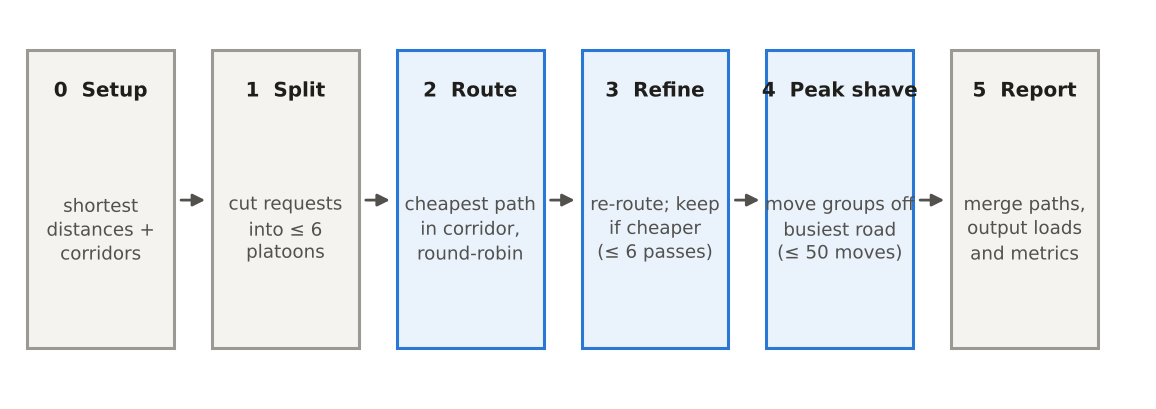 0  Setup
shortest
distances +
corridors
1  Split
cut requests
into ≤ 6
platoons
2  Route
cheapest path
in corridor,
round-robin
3  Refine
re-route; keep
if cheaper
(≤ 6 passes)
4  Peak shave
move groups off
busiest road
(≤ 50 moves)
5  Report
merge paths,
output loads
and metrics